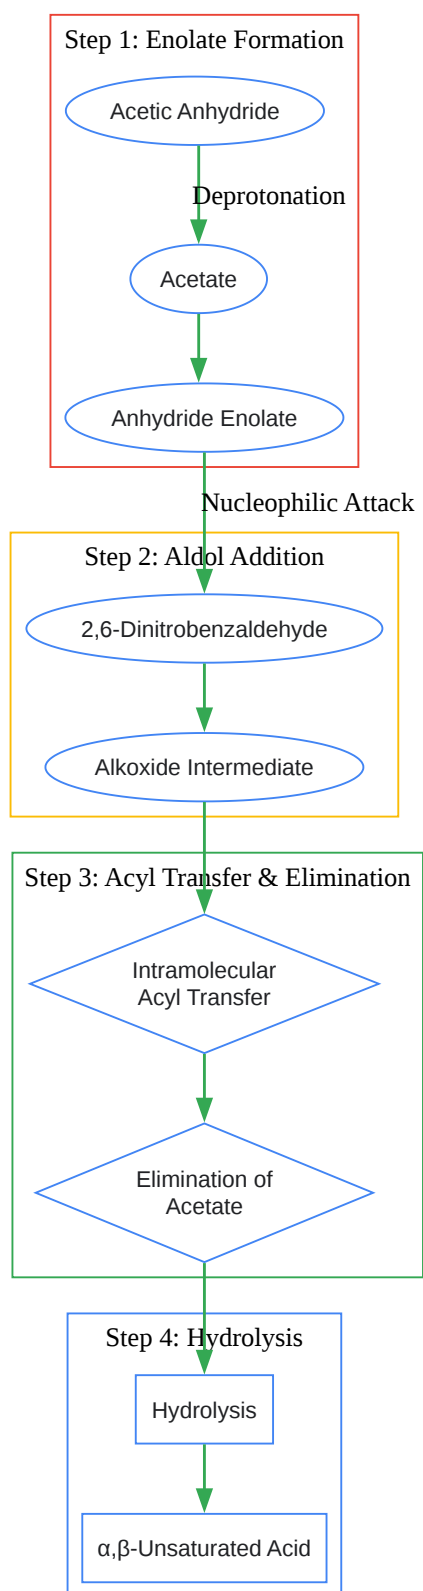 Step 1: Enolate Formation
Acetic Anhydride
Deprotonation
Acetate
Anhydride Enolate
Nucleophilic Attack
Step 2: Aldol Addition
2,6-Dinitrobenzaldehyde
Alkoxide Intermediate
Step 3: Acyl Transfer & Elimination
Intramolecular
Acyl Transfer
Elimination of
Acetate
Step 4: Hydrolysis
Hydrolysis
α,β-Unsaturated Acid